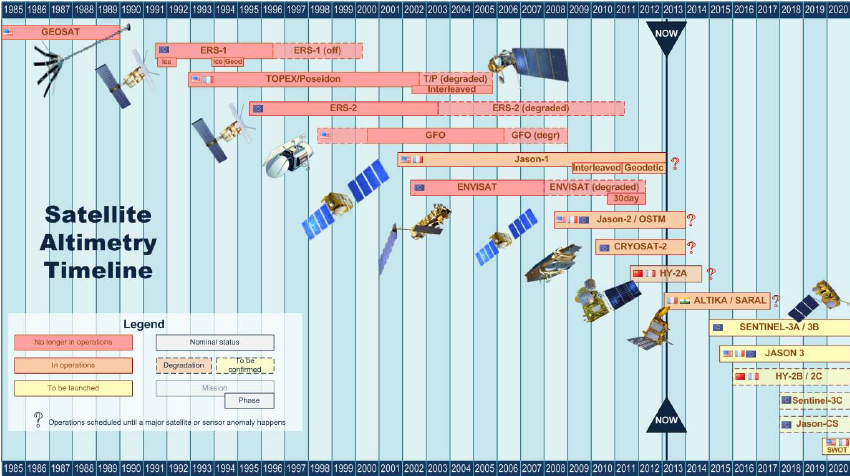 1985 1986 1987 1988 1989 1990 1991 1992 1993 1994 1995 1996 1997 1998 1999 2000 2001 2002 2003 2004 2005 2006 2007 2008 2009 2010 2011 2012 2013 2014 2015 2016 2017 2018 2019 2020
GEOSAT
NOW
ERS-1
ERS-1 (off)
Ice
Ice Geod
TOPEX/Poseidon
T/P (degraded)
Interleaved
ERS-2
ERS-2 (degraded)
GFO
GFO (degr)
Jason-1
?
Interleaved Geodetic
ENVISAT
ENVISAT (degraded)
30day
Jason-2 / OSTM
?
CRYOSAT-2
?
HY-2A
?
ALTIKA / SARAL
?
Satellite
Altimetry
Timeline
SENTINEL-3A / 3B
JASON 3
HY-2B / 2C
Sentinel-3C
Jason-CS
SWOT
NOW
Legend
No longer in operations
Nominal status
In operations
Degradation
To be
confirmed
To be launched
Mission
Phase
? Operations scheduled until a major satellite or sensor anomaly happens
1985 1986 1987 1988 1989 1990 1991 1992 1993 1994 1995 1996 1997 1998 1999 2000 2001 2002 2003 2004 2005 2006 2007 2008 2009 2010 2011 2012 2013 2014 2015 2016 2017 2018 2019 2020